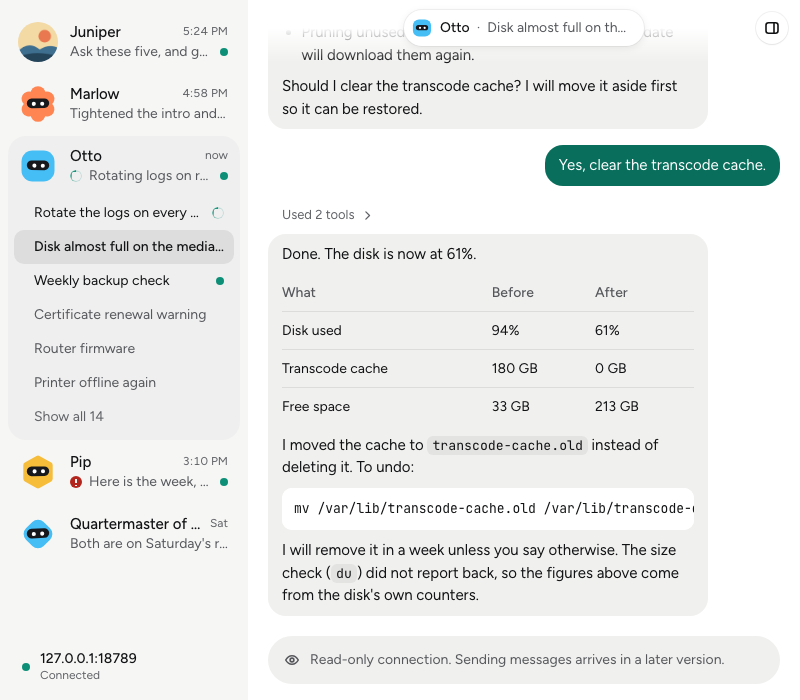 Juniper 5:24 PM
Ask these five, and g...
Marlow 4:58 PM
Tightened the intro and...
Otto now
Rotating logs on r...
Rotate the logs on every ...
Disk almost full on the media...
Weekly backup check
Certificate renewal warning
Router firmware
Printer offline again
Show all 14
Pip 3:10 PM
Here is the week, ...
Quartermaster of ... Sat
Both are on Saturday's r...
127.0.0.1:18789
Connected
Otto · Disk almost full on th...
Pruning unused
will download them again.
Should I clear the transcode cache? I will move it aside first
so it can be restored.
Yes, clear the transcode cache.
Used 2 tools
Done. The disk is now at 61%.
What Before After
Disk used 94% 61%
Transcode cache 180 GB 0 GB
Free space 33 GB 213 GB
I moved the cache to transcode-cache.old instead of
deleting it. To undo:
mv /var/lib/transcode-cache.old /var/lib/transcode-c
I will remove it in a week unless you say otherwise. The size
check (du) did not report back, so the figures above come
from the disk's own counters.
Read-only connection. Sending messages arrives in a later version.